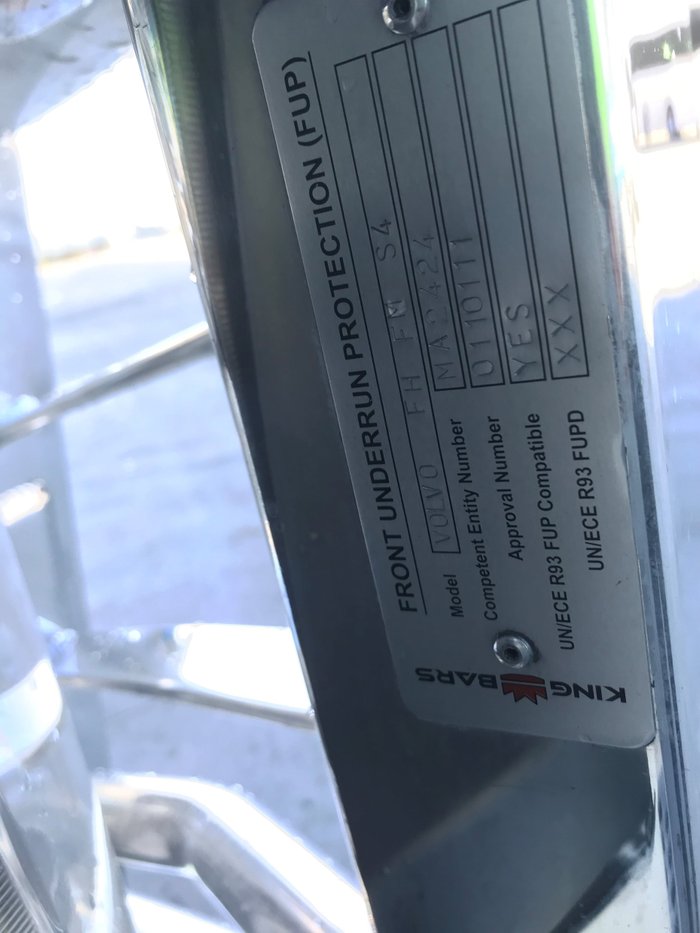 FRONT UNDERRUN PROTECTION (FUP)
Model VOLVO FH FM S4
Competent Entity Number MA2424
Approval Number 0110111
UN/ECE R93 FUP Compatible YES
UN/ECE R93 FUPD XXX
KING BARS